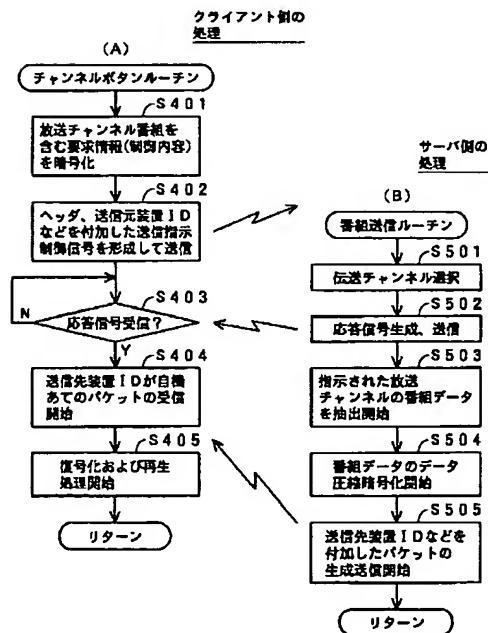 クライアント側の
処理
(A)
チャンネルボタンルーチン
S401
放送チャンネル番組を
含む要求情報(制御内容)
を暗号化
S402
ヘッダ、送信元装置ID
などを付加した送信指示
制御信号を形成して送信
S403
応答信号受信?
N
Y
S404
送信先装置IDが自機
あてのパケットの受信
開始
S405
信号化および再生
処理開始
リターン
サーバ側の
処理
(B)
番組送信ルーチン
S501
伝送チャンネル選択
S502
応答信号生成、送信
S503
指示された放送
チャンネルの番組データ
を抽出開始
S504
番組データのデータ
圧縮暗号化開始
S505
送信先装置IDなどを
付加したパケットの
生成送信開始
リターン